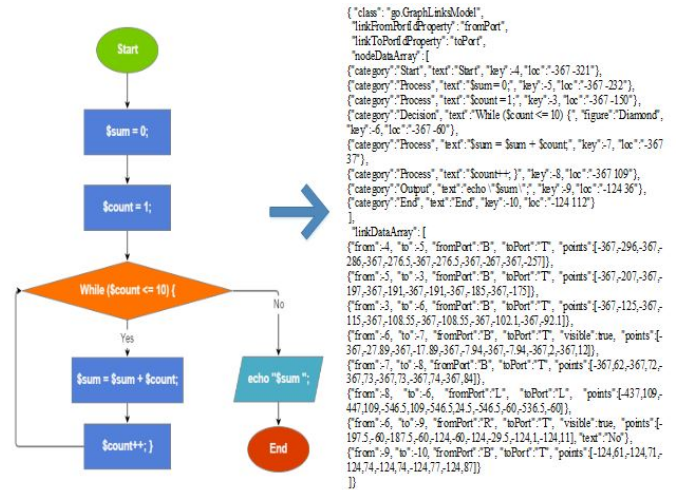 Start
$sum = 0;
$count = 1;
While ($count <= 10) {
No
Yes
$sum = $sum + $count;
echo "$sum ";
$count++; }
End
{ "class": "go.GraphLinksModel",
"linkFromPortIdProperty": "fromPort",
"linkToPortIdProperty": "toPort",
"nodeDataArray": [
{"category":"Start", "text":"Start", "key":-4, "loc":"-367 -321"},
{"category":"Process", "text":"$sum = 0;", "key":-5, "loc":"-367 -232"},
{"category":"Process", "text":"$count = 1;", "key":-3, "loc":"-367 -150"},
{"category":"Decision", "text":"While ($count <= 10) {", "figure":"Diamond",
"key":-6, "loc":"-367 -60"},
{"category":"Process", "text":"$sum = $sum + $count;", "key":-7, "loc":"-367
37"},
{"category":"Process", "text":"$count++; }", "key":-8, "loc":"-367 109"},
{"category":"Output", "text":"echo \"$sum \";", "key":-9, "loc":"-124 36"},
{"category":"End", "text":"End", "key":-10, "loc":"-124 112"}
],
"linkDataArray": [
{"from":-4, "to":-5, "fromPort":"B", "toPort":"T", "points":[-367,-296,-367,-
286,-367,-276.5,-367,-276.5,-367,-267,-367,-257]},
{"from":-5, "to":-3, "fromPort":"B", "toPort":"T", "points":[-367,-207,-367,-
197,-367,-191,-367,-191,-367,-185,-367,-175]},
{"from":-3, "to":-6, "fromPort":"B", "toPort":"T", "points":[-367,-125,-367,-
115,-367,-108.55,-367,-108.55,-367,-102.1,-367,-92.1]},
{"from":-6, "to":-7, "fromPort":"B", "toPort":"T", "visible":true, "points":[-
367,-27.89,-367,-17.89,-367,-7.94,-367,-7.94,-367,2,-367,12]},
{"from":-7, "to":-8, "fromPort":"B", "toPort":"T", "points":[-367,62,-367,72,-
367,73,-367,73,-367,74,-367,84]},
{"from":-8, "to":-6, "fromPort":"L", "toPort":"L", "points":[-437,109,-
447,109,-546.5,109,-546.5,24.5,-546.5,-60,-536.5,-60]},
{"from":-6, "to":-9, "fromPort":"R", "toPort":"T", "visible":true, "points":[-
197.5,-60,-187.5,-60,-124,-60,-124,-29.5,-124,1,-124,11], "text":"No"},
{"from":-9, "to":-10, "fromPort":"B", "toPort":"T", "points":[-124,61,-124,71,-
124,74,-124,74,-124,77,-124,87]}
]}